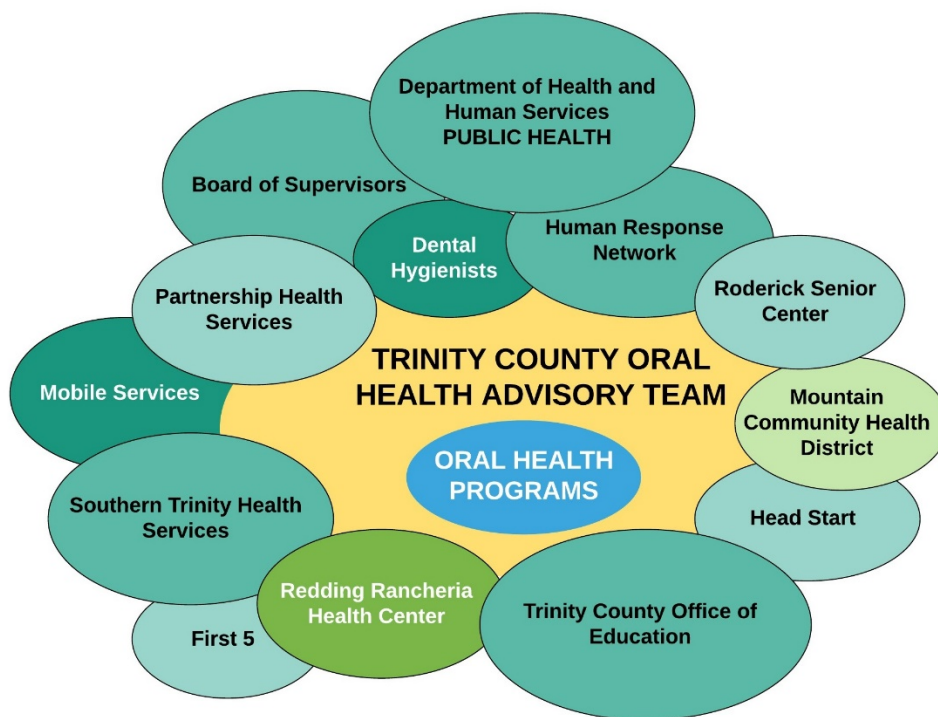 Department of Health and
Human Services
PUBLIC HEALTH
Board of Supervisors
Dental
Hygienists
Human Response
Network
Partnership Health
Services
Roderick Senior
Center
Mobile Services
TRINITY COUNTY ORAL
HEALTH ADVISORY TEAM
Mountain
Community Health
District
ORAL HEALTH
PROGRAMS
Southern Trinity Health
Services
Head Start
Redding Rancheria
Health Center
First 5
Trinity County Office of
Education